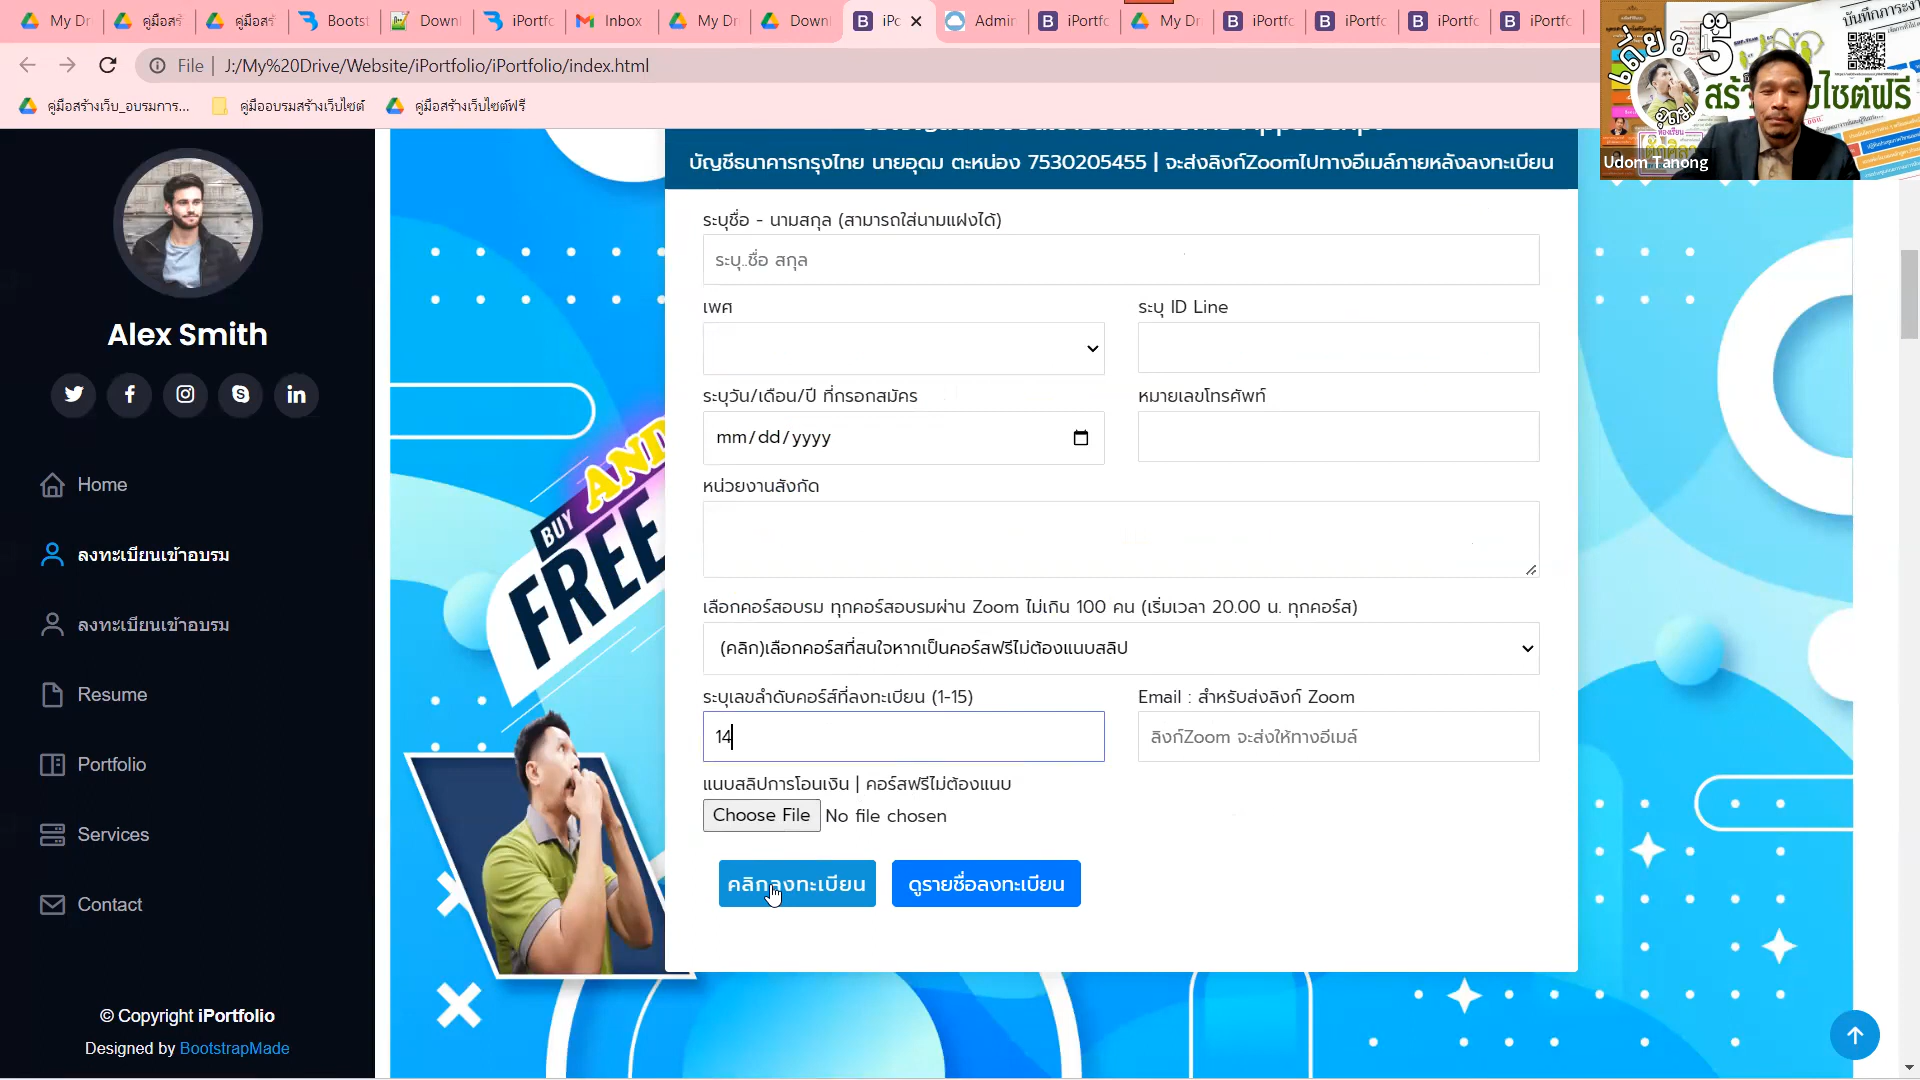 My Dr
คู่มือสร้
คู่มือสร้
Bootst
Down
iPortfo
Inbox
My Dr
Down
iPo
Admin
iPortfo
My Dr
iPortfo
iPortfo
iPortfo
iPortfo
File | J:/My%20Drive/Website/iPortfolio/iPortfolio/index.html
คู่มือสร้างเว็บ_อบรมการ...
คู่มืออบรมสร้างเว็บไซต์
คู่มือสร้างเว็บไซต์ฟรี
เดี่ยว 5
บันทึกภาระงา
Udom Tanong
Alex Smith
Home
ลงทะเบียนเข้าอบรม
ลงทะเบียนเข้าอบรม
Resume
Portfolio
Services
Contact
© Copyright iPortfolio
Designed by BootstrapMade
BUY
AND
FREE
บัญชีธนาคารกรุงไทย นายอุดม ตะหน่อง 7530205455 | จะส่งลิงก์Zoomไปทางอีเมล์ภายหลังลงทะเบียน
ระบุชื่อ - นามสกุล (สามารถใส่นามแฝงได้)
ระบุ..ชื่อ สกุล
เพศ
ระบุ ID Line
ระบุวัน/เดือน/ปี ที่กรอกสมัคร
หมายเลขโทรศัพท์
mm/dd/yyyy
หน่วยงานสังกัด
เลือกคอร์สอบรม ทุกคอร์สอบรมผ่าน Zoom ไม่เกิน 100 คน (เริ่มเวลา 20.00 น. ทุกคอร์ส)
(คลิก)เลือกคอร์สที่สนใจหากเป็นคอร์สฟรีไม่ต้องแนบสลิป
ระบุเลขลำดับคอร์ส์ที่ลงทะเบียน (1-15)
Email : สำหรับส่งลิงก์ Zoom
14
ลิงก์Zoom จะส่งให้ทางอีเมล์
แนบสลิปการโอนเงิน | คอร์สฟรีไม่ต้องแนบ
Choose File No file chosen
คลิกลงทะเบียน
ดูรายชื่อลงทะเบียน